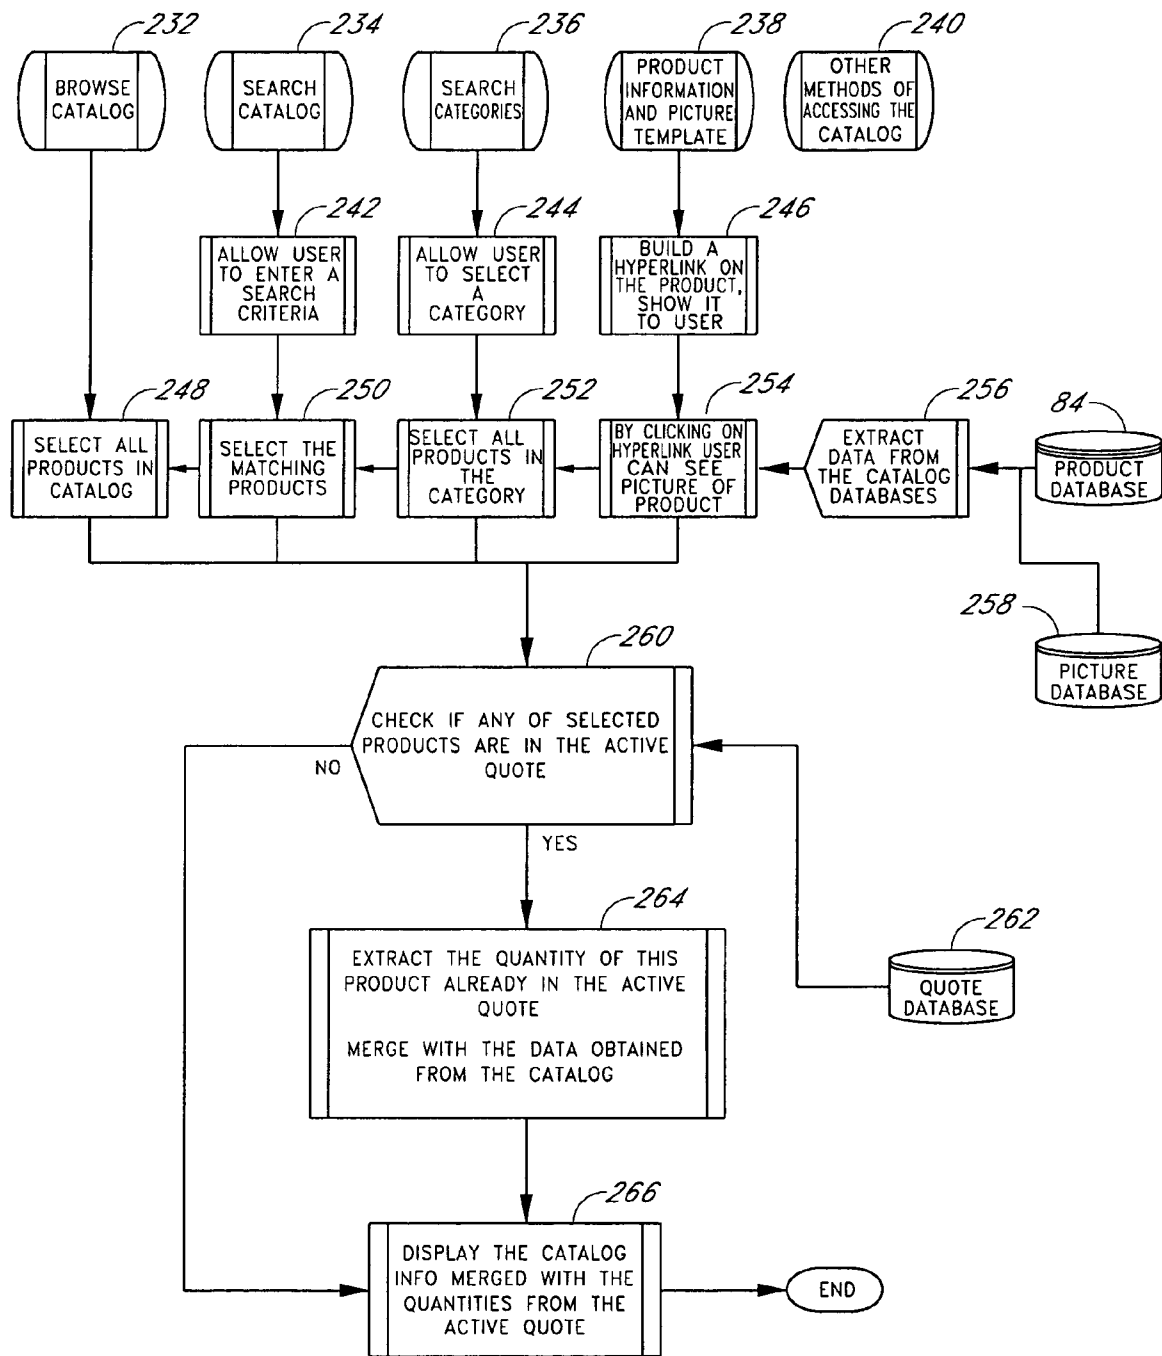 232
234
236
238
240
BROWSE
CATALOG
SEARCH
CATALOG
SEARCH
CATEGORIES
PRODUCT
INFORMATION
AND PICTURE
TEMPLATE
OTHER
METHODS OF
ACCESSING THE
CATALOG
242
244
246
ALLOW USER
TO ENTER A
SEARCH
CRITERIA
ALLOW USER
TO SELECT
A
CATEGORY
BUILD A
HYPERLINK ON
THE PRODUCT,
SHOW IT
TO USER
248
250
252
254
256
84
SELECT ALL
PRODUCTS IN
CATALOG
SELECT THE
MATCHING
PRODUCTS
SELECT ALL
PRODUCTS IN
THE
CATEGORY
BY CLICKING ON
HYPERLINK USER
CAN SEE
PICTURE OF
PRODUCT
EXTRACT
DATA FROM
THE CATALOG
DATABASES
PRODUCT
DATABASE
258
PICTURE
DATABASE
260
CHECK IF ANY OF SELECTED
PRODUCTS ARE IN THE ACTIVE
QUOTE
NO
YES
264
EXTRACT THE QUANTITY OF THIS
PRODUCT ALREADY IN THE ACTIVE
QUOTE
MERGE WITH THE DATA OBTAINED
FROM THE CATALOG
262
QUOTE
DATABASE
266
DISPLAY THE CATALOG
INFO MERGED WITH THE
QUANTITIES FROM THE
ACTIVE QUOTE
END